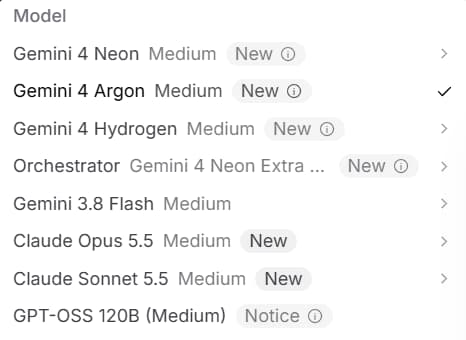 Model
Gemini 4 Neon Medium New
Gemini 4 Argon Medium New
Gemini 4 Hydrogen Medium New
Orchestrator Gemini 4 Neon Extra ... New
Gemini 3.8 Flash Medium
Claude Opus 5.5 Medium New
Claude Sonnet 5.5 Medium New
GPT-OSS 120B (Medium) Notice